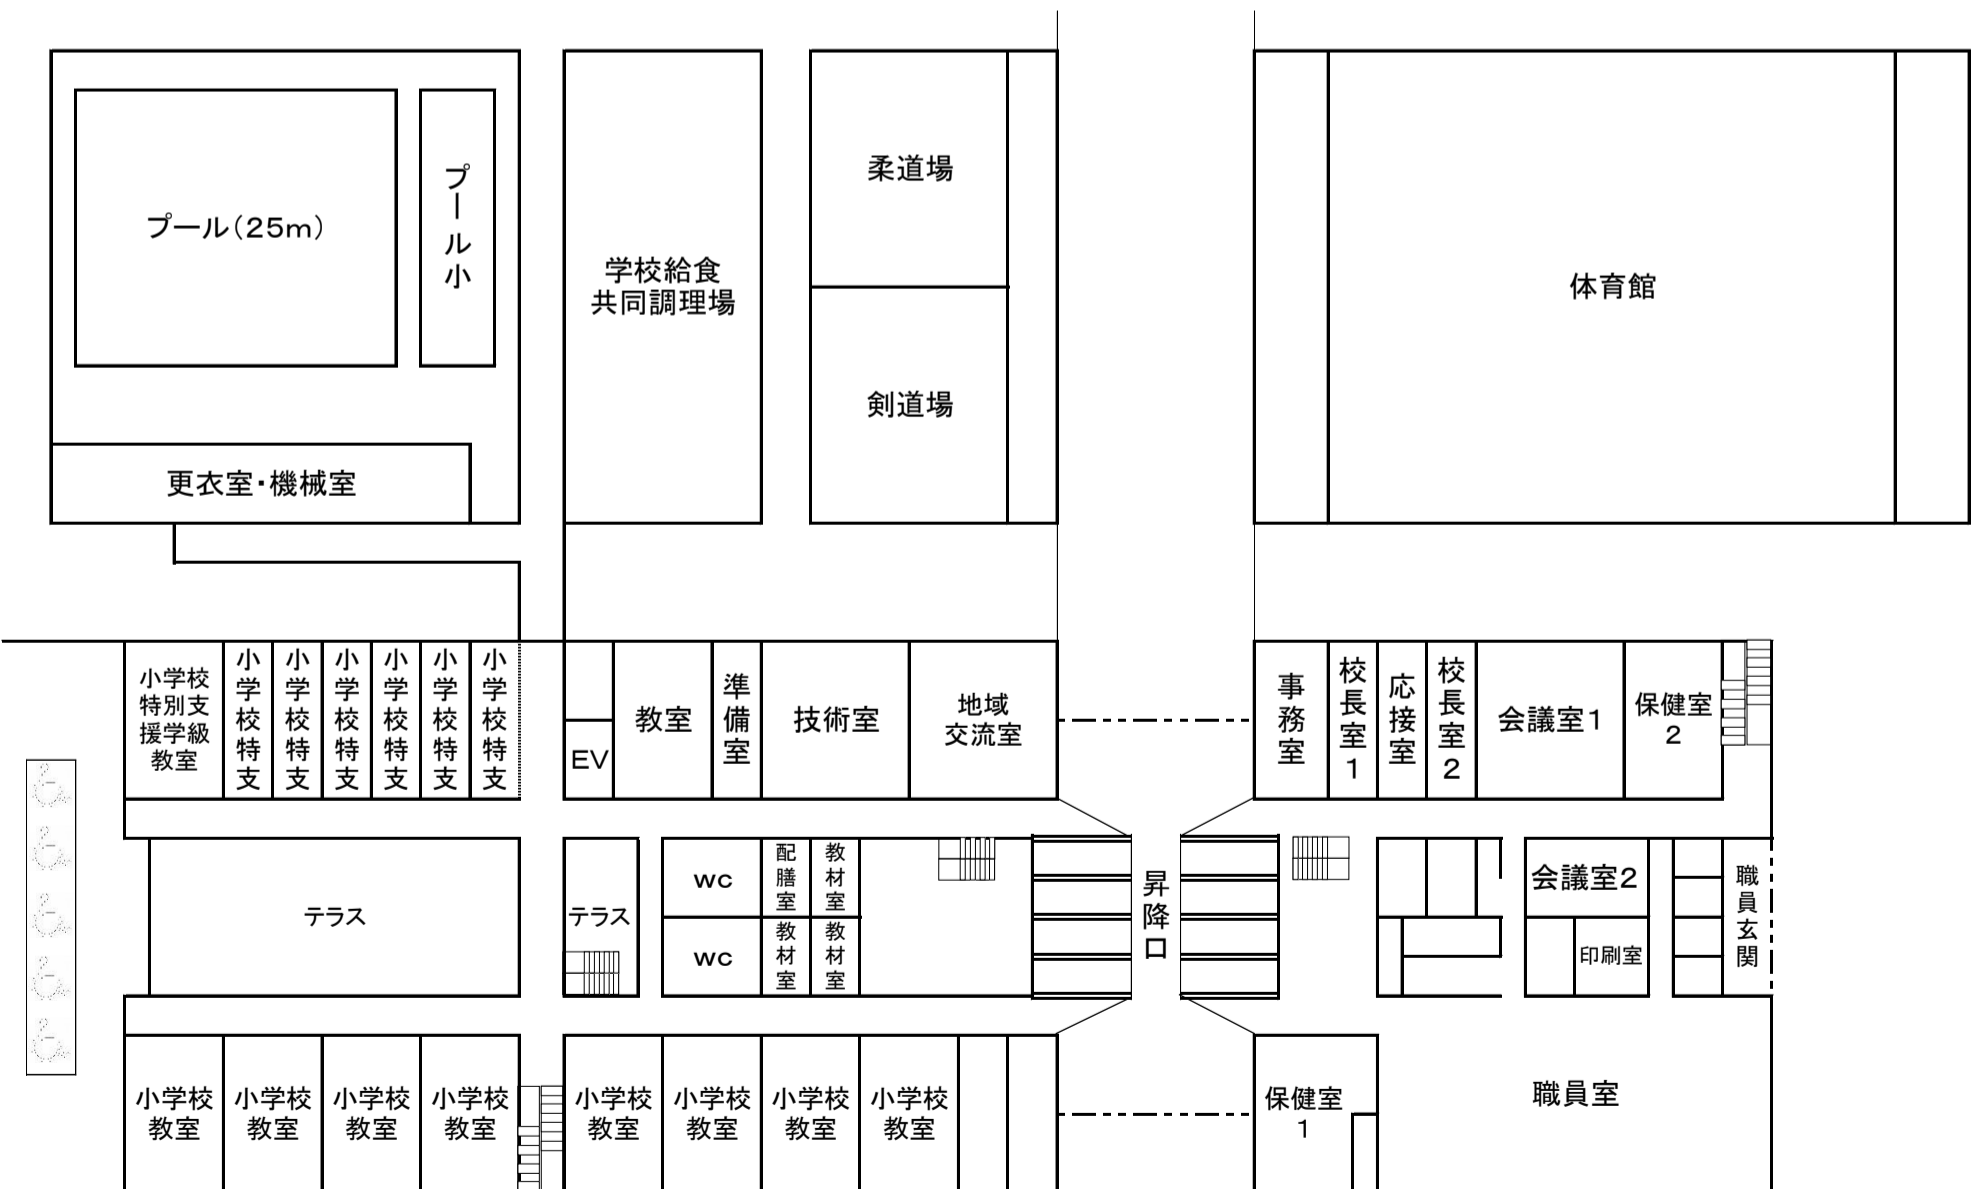 プール(25m)
プール小
学校給食
共同調理場
柔道場
剣道場
体育館
更衣室・機械室
小学校
特別支
援学級
教室
小学校特支
小学校特支
小学校特支
小学校特支
小学校特支
小学校特支
EV
教室
準備室
技術室
地域
交流室
事務室
校長室1
応接室
校長室2
会議室1
保健室
2
テラス
テラス
WC
配膳室
教材室
WC
教材室
教材室
昇降口
会議室2
印刷室
職員玄関
小学校
教室
小学校
教室
小学校
教室
小学校
教室
小学校
教室
小学校
教室
小学校
教室
小学校
教室
保健室
1
職員室